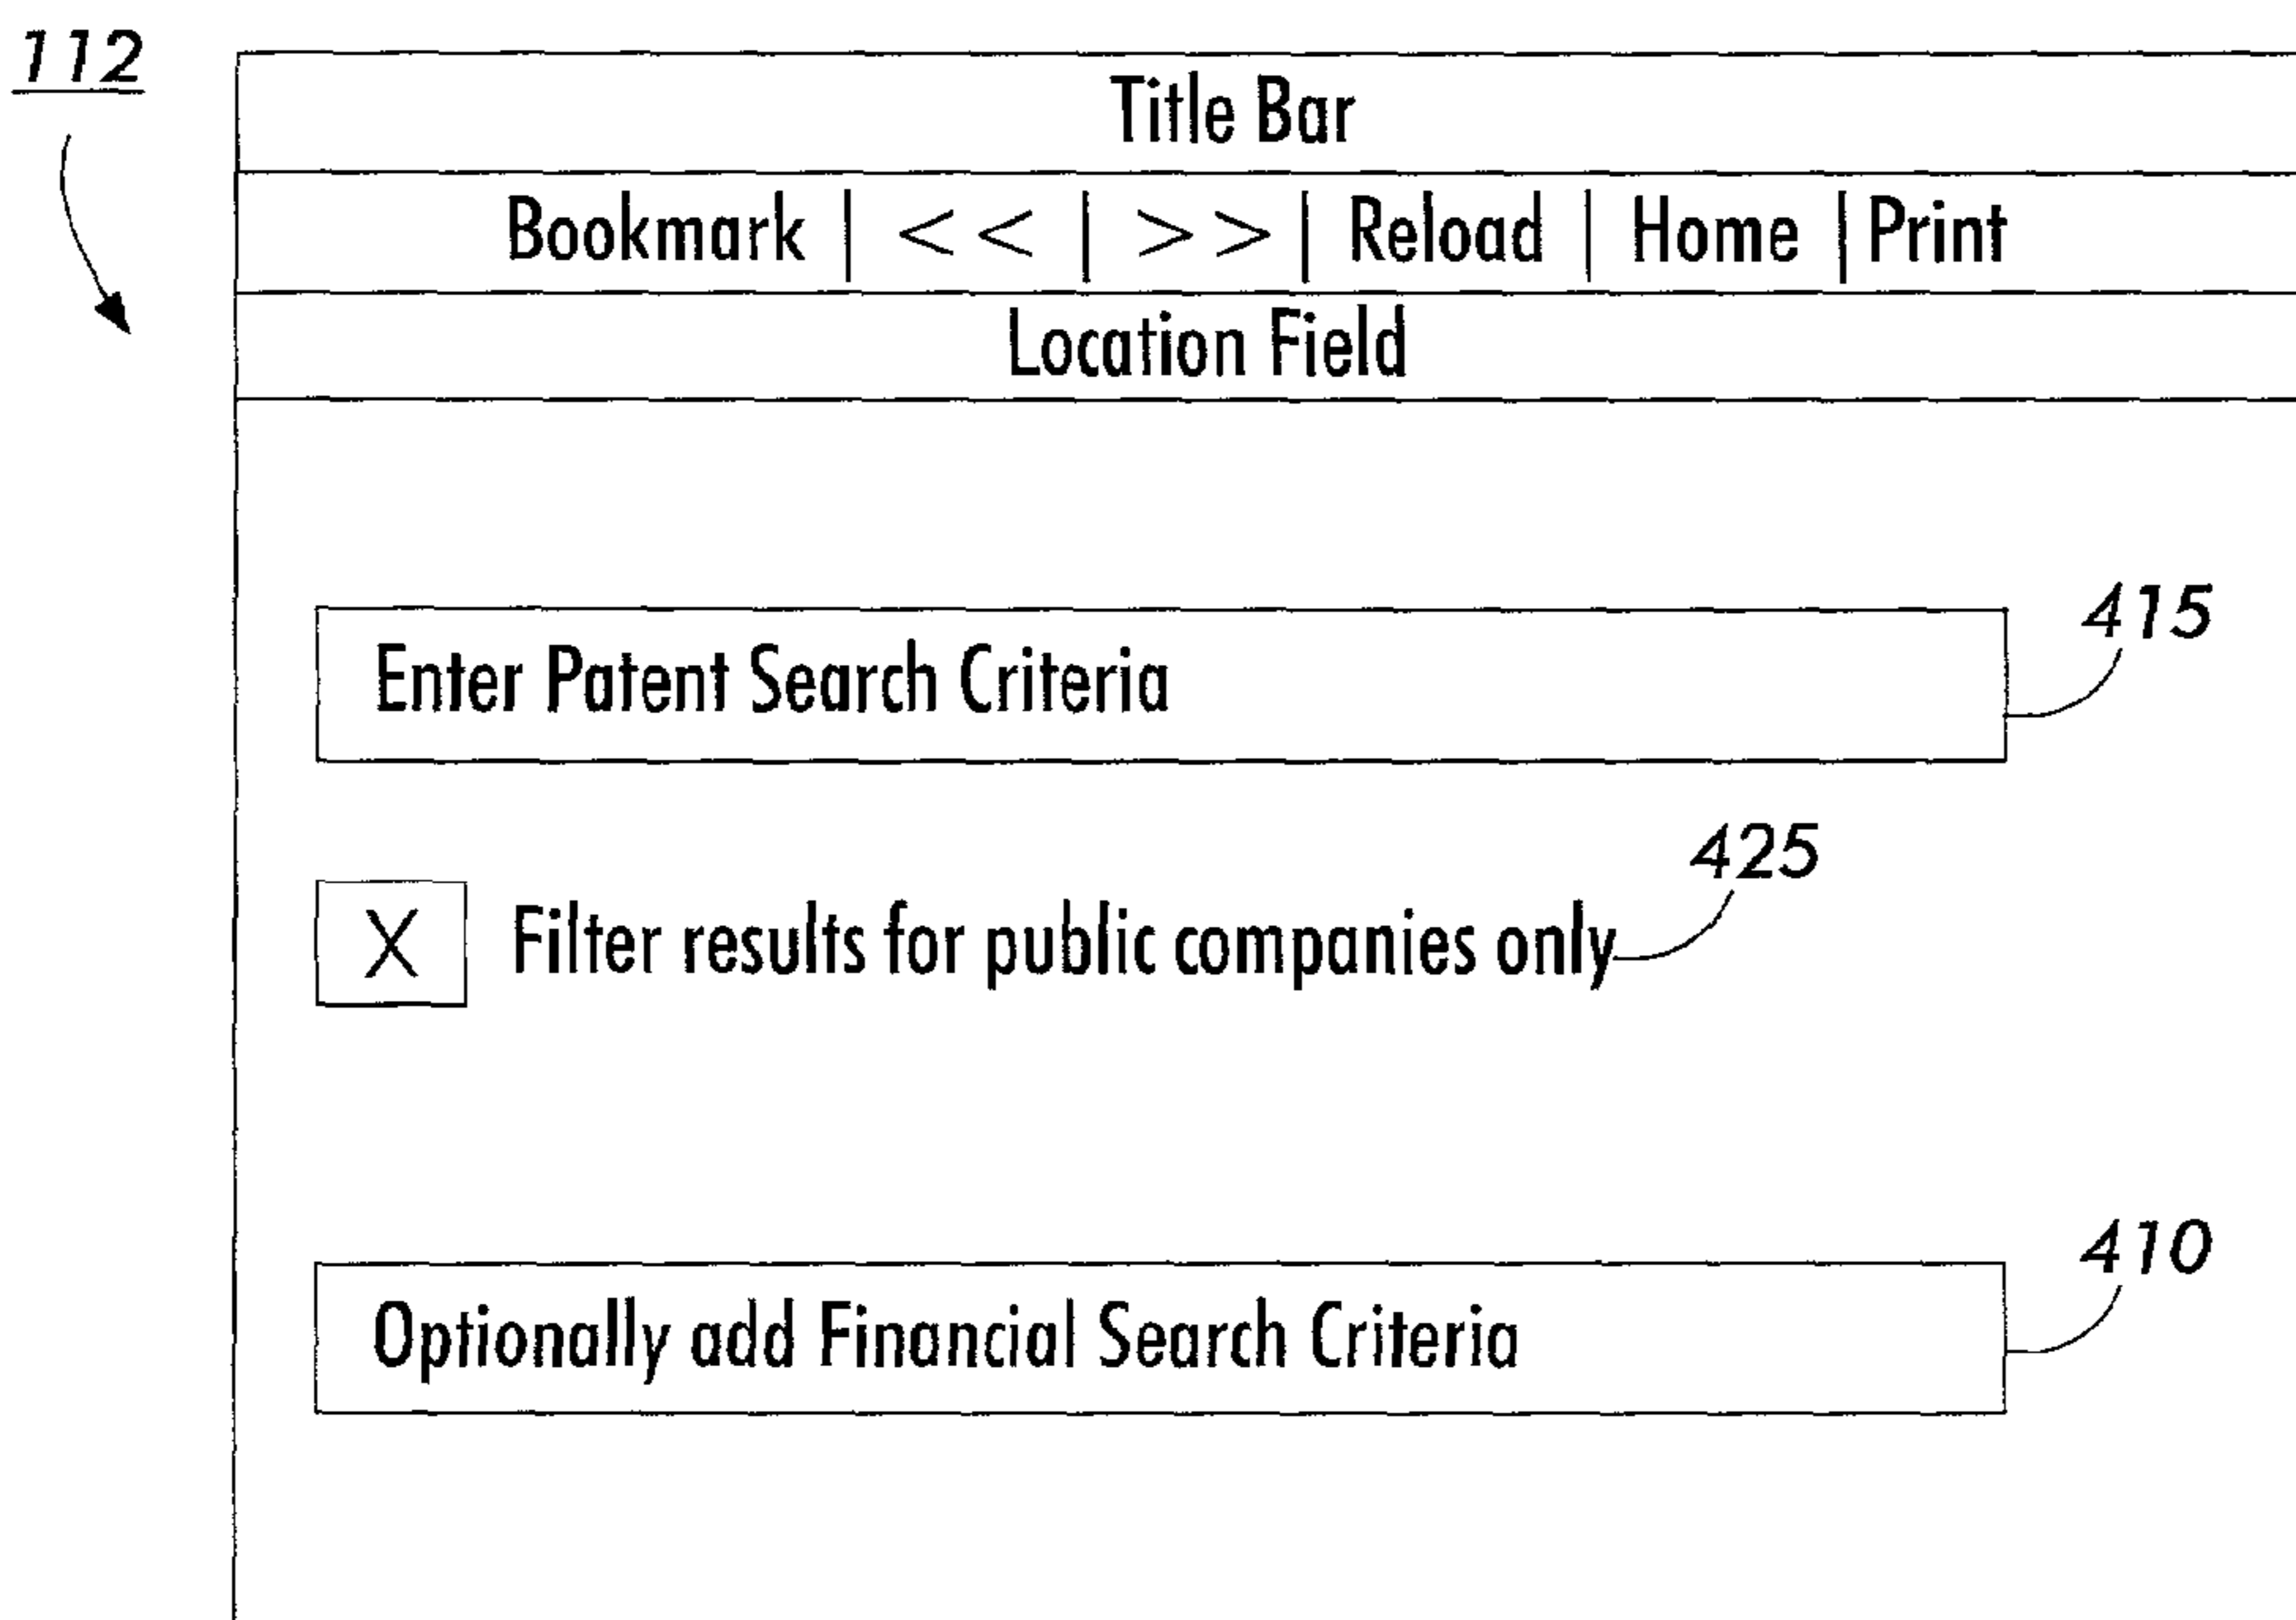 112
Title Bar
Bookmark | << | >> | Reload | Home | Print
Location Field
415
Enter Patent Search Criteria
425
X Filter results for public companies only
410
Optionally add Financial Search Criteria